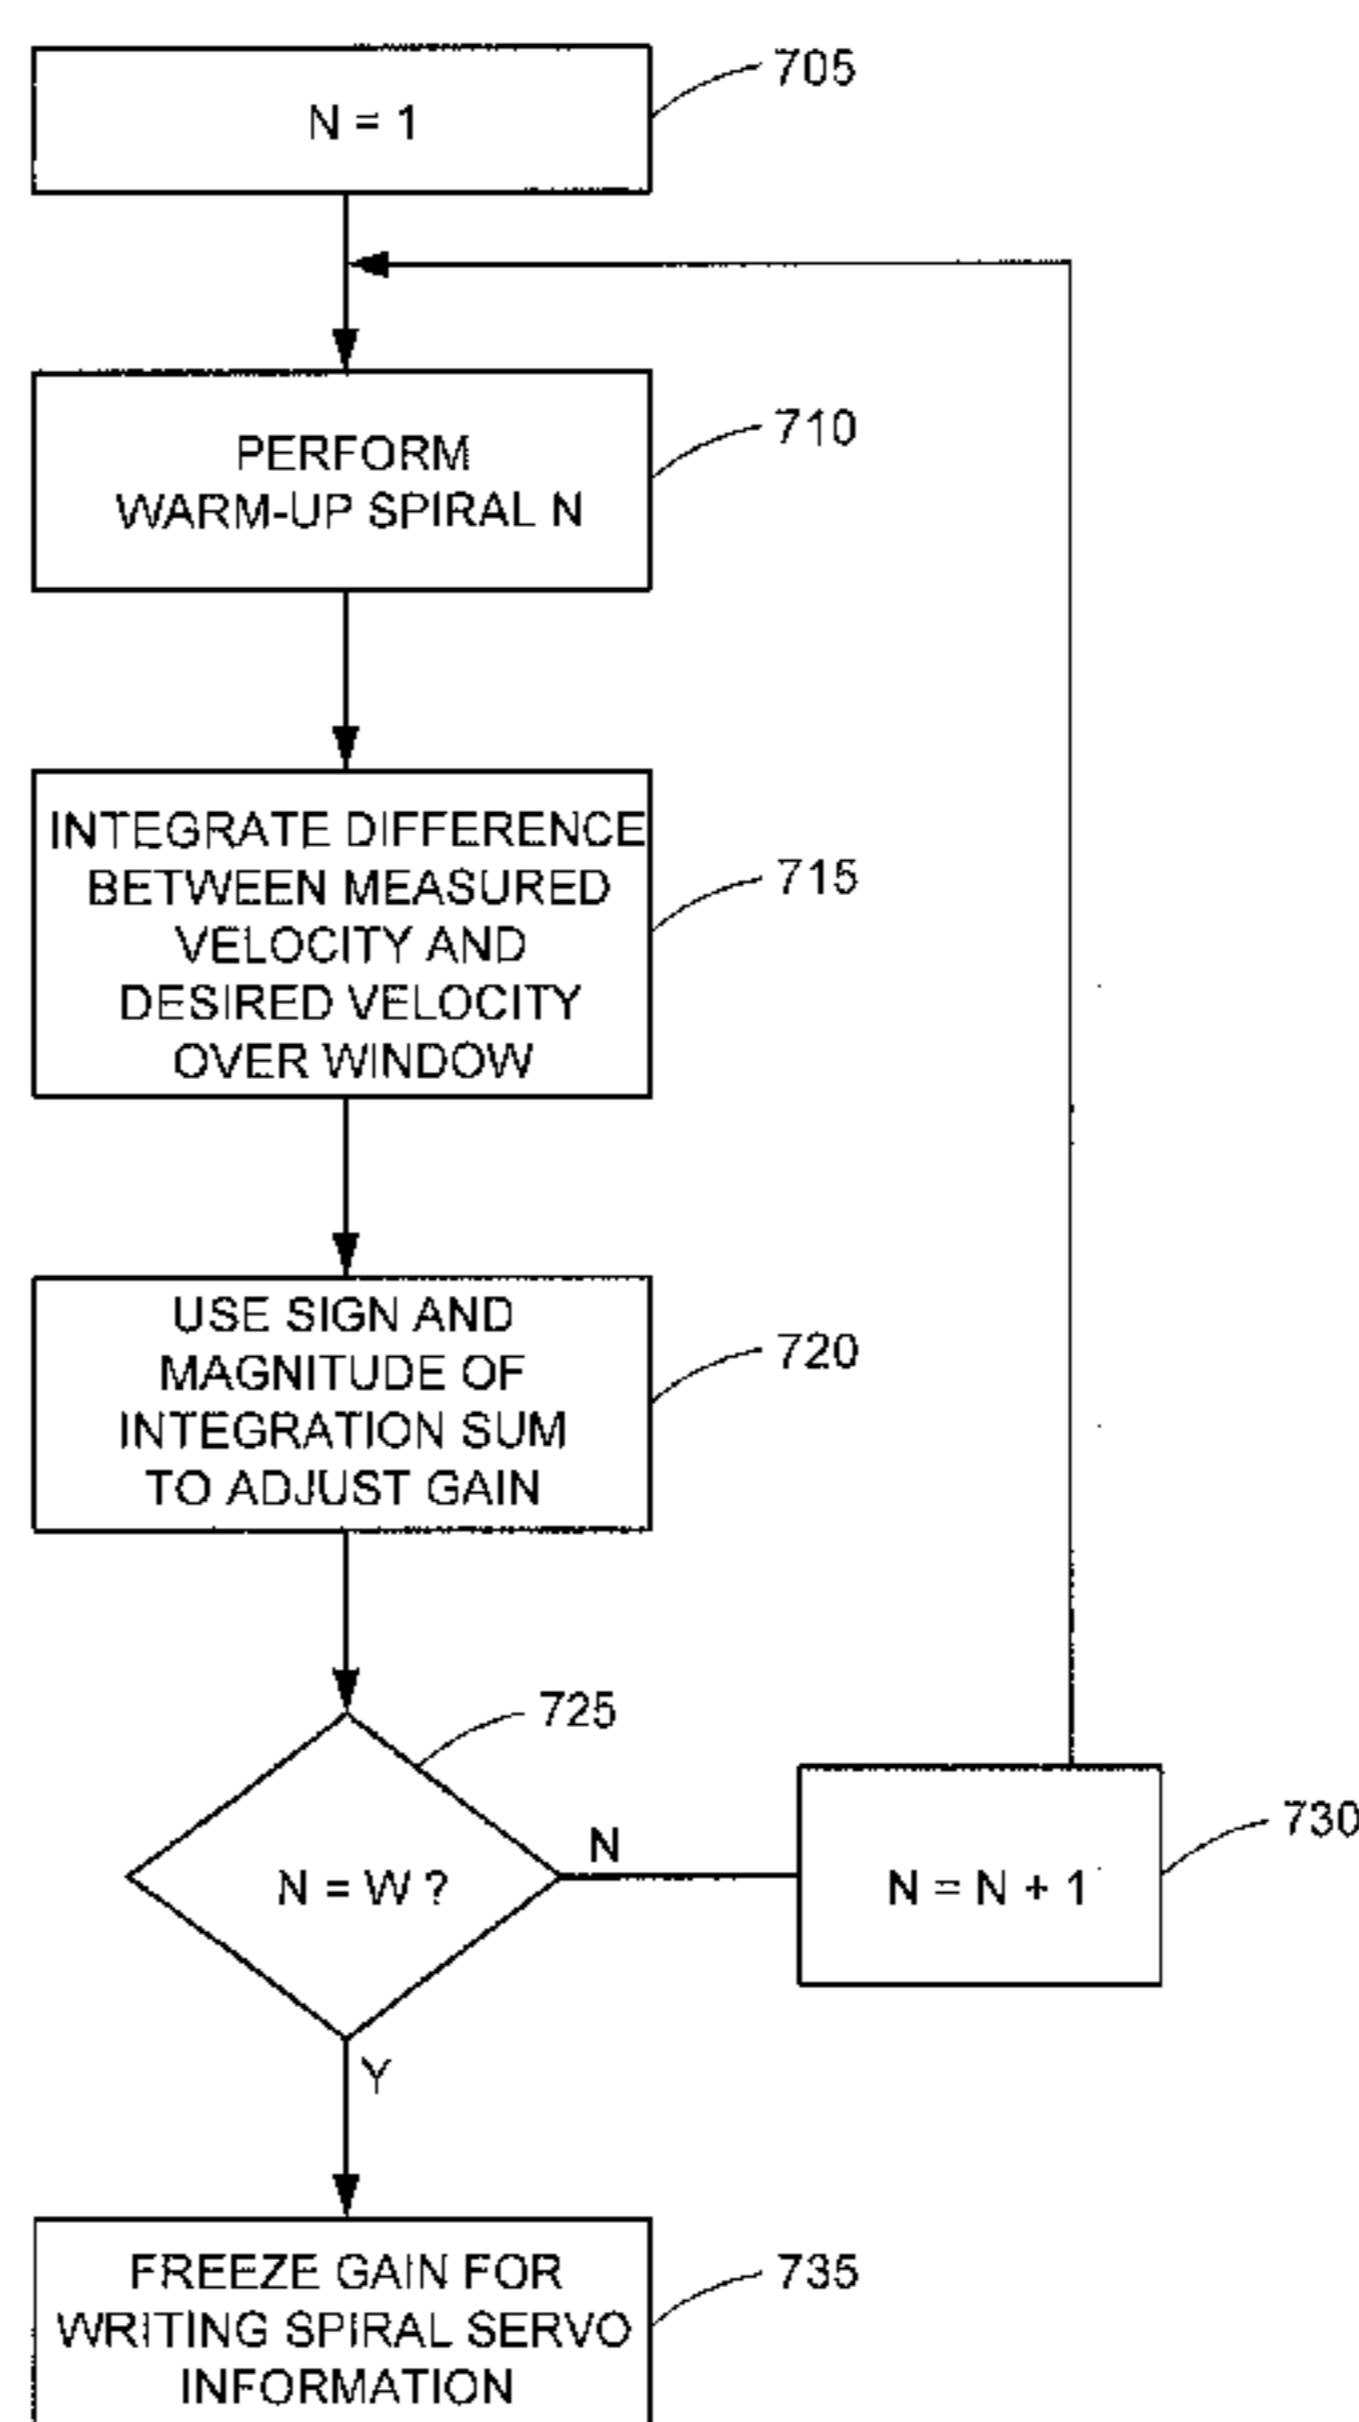 705
N = 1
710
PERFORM
WARM-UP SPIRAL N
INTEGRATE DIFFERENCE
BETWEEN MEASURED
715
VELOCITY AND
DESIRED VELOCITY
OVER WINDOW
USE SIGN AND
720
MAGNITUDE OF
INTEGRATION SUM
TO ADJUST GAIN
725
N = W ?
N
730
N = N + 1
Y
FREEZE GAIN FOR
735
WRITING SPIRAL SERVO
INFORMATION